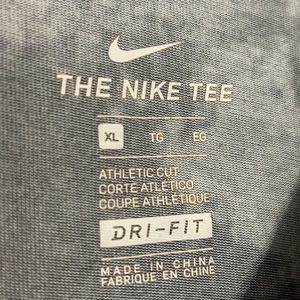 THE NIKE TEE
XL TG EG
ATHLETIC CUT
CORTE ATLÉTICO
COUPE ATHLÉTIQUE
DRI-FIT
MADE IN CHINA
FABRIQUÉ EN CHINE